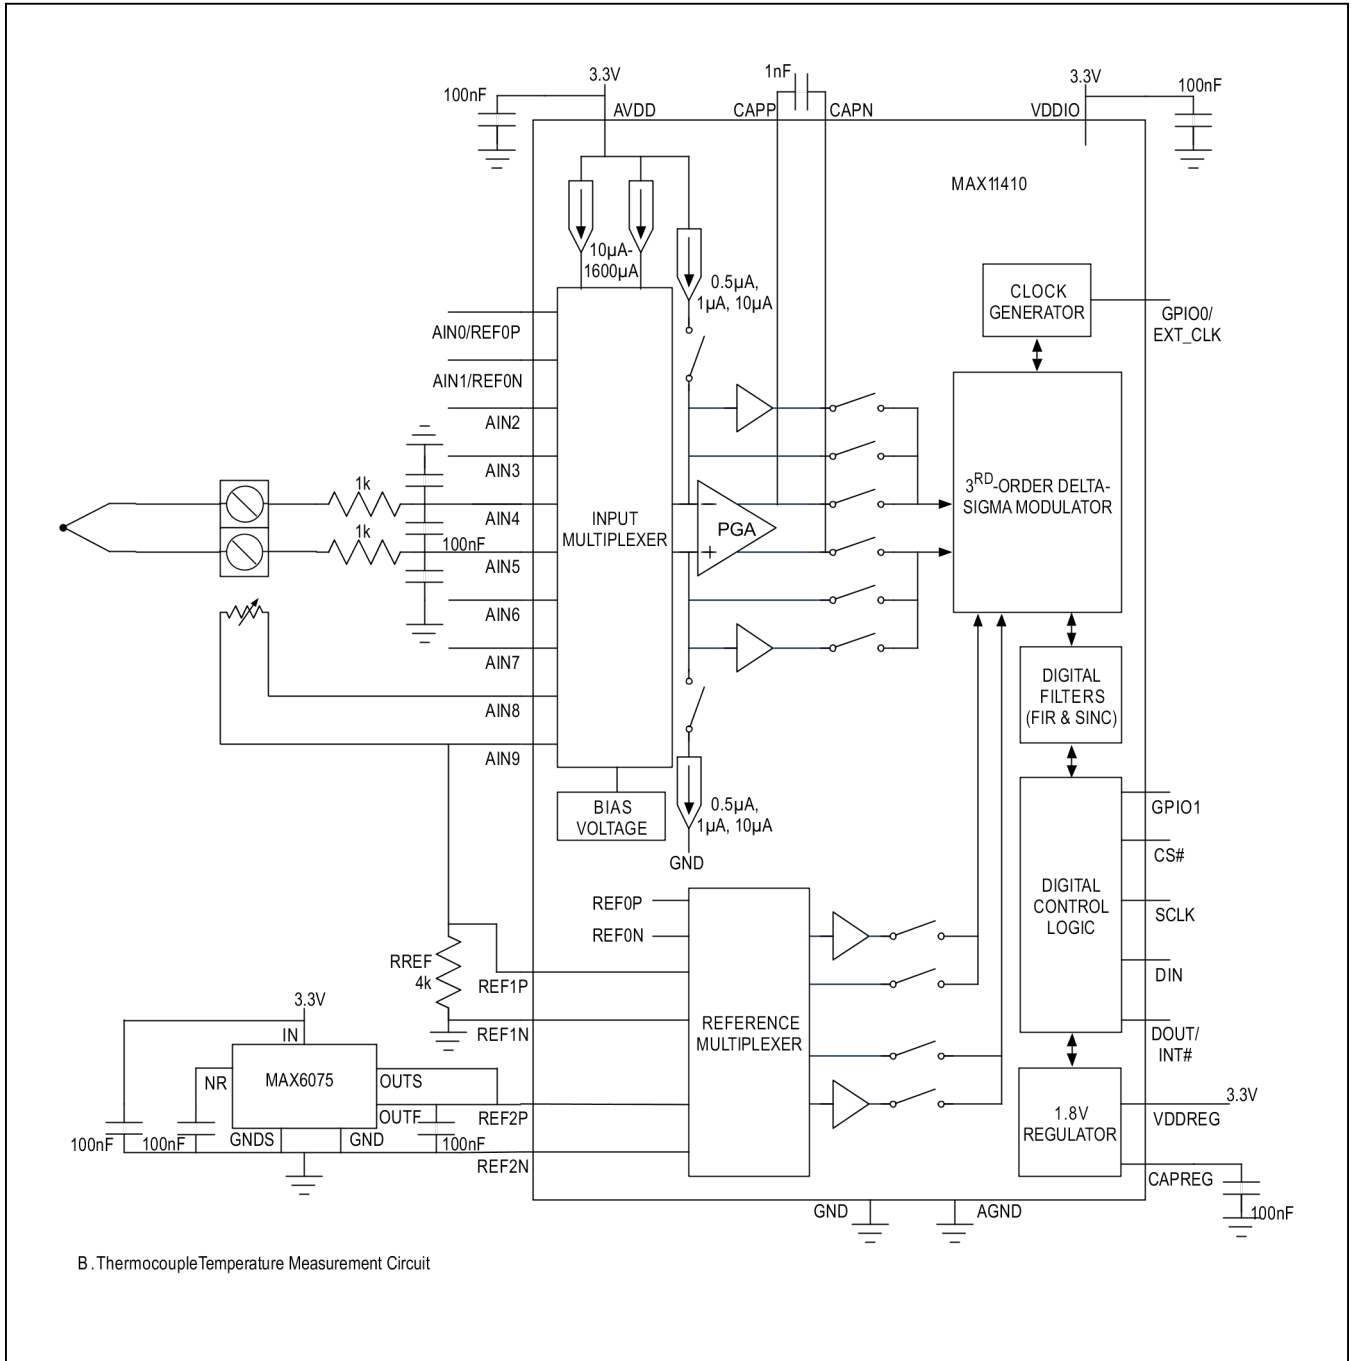 3.3V
1nF
3.3V
100nF
100nF
AVDD
CAPP
CAPN
VDDIO
MAX11410
10µA-
1600µA
0.5µA,
1µA, 10µA
CLOCK
GENERATOR
GPIO0/
EXT_CLK
AIN0/REF0P
AIN1/REF0N
AIN2
AIN3
1k
AIN4
1k
100nF
AIN5
INPUT
MULTIPLEXER
PGA
3RD-ORDER DELTA-
SIGMA MODULATOR
AIN6
AIN7
AIN8
AIN9
DIGITAL
FILTERS
(FIR & SINC)
BIAS
VOLTAGE
0.5µA,
1µA, 10µA
GND
GPIO1
CS#
DIGITAL
CONTROL
LOGIC
SCLK
DIN
DOUT/
INT#
REF0P
REF0N
RREF
4k
REF1P
REF1N
REFERENCE
MULTIPLEXER
3.3V
IN
NR
MAX6075
OUTS
OUTF
REF2P
GNDS
GND
100nF
100nF
100nF
REF2N
1.8V
REGULATOR
3.3V
VDDREG
CAPREG
100nF
GND
AGND
B. Thermocouple Temperature Measurement Circuit